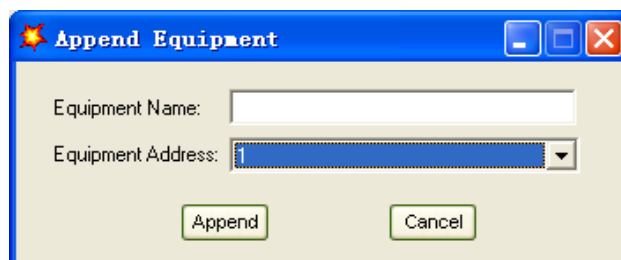 Append Equipment
Equipment Name:
Equipment Address: 1
Append Cancel